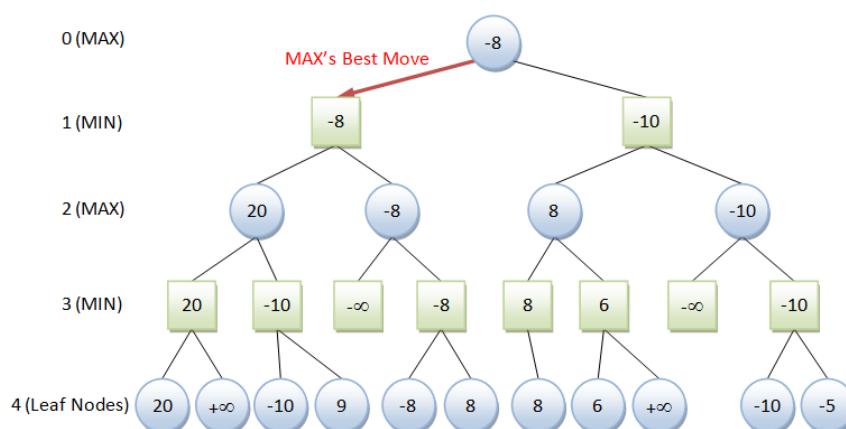 0 (MAX) -8
MAX's Best Move
1 (MIN) -8 -10
2 (MAX) 20 -8 8 -10
3 (MIN) 20 -10 -∞ -8 8 6 -∞ -10
4 (Leaf Nodes) 20 +∞ -10 9 -8 8 8 6 +∞ -10 -5